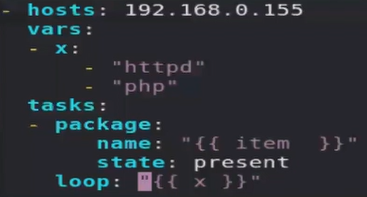 - hosts: 192.168.0.155
  vars:
  - x:
      - "httpd"
      - "php"
  tasks:
  - package:
       name: "{{ item  }}"
       state: present
    loop: "{{ x }}"